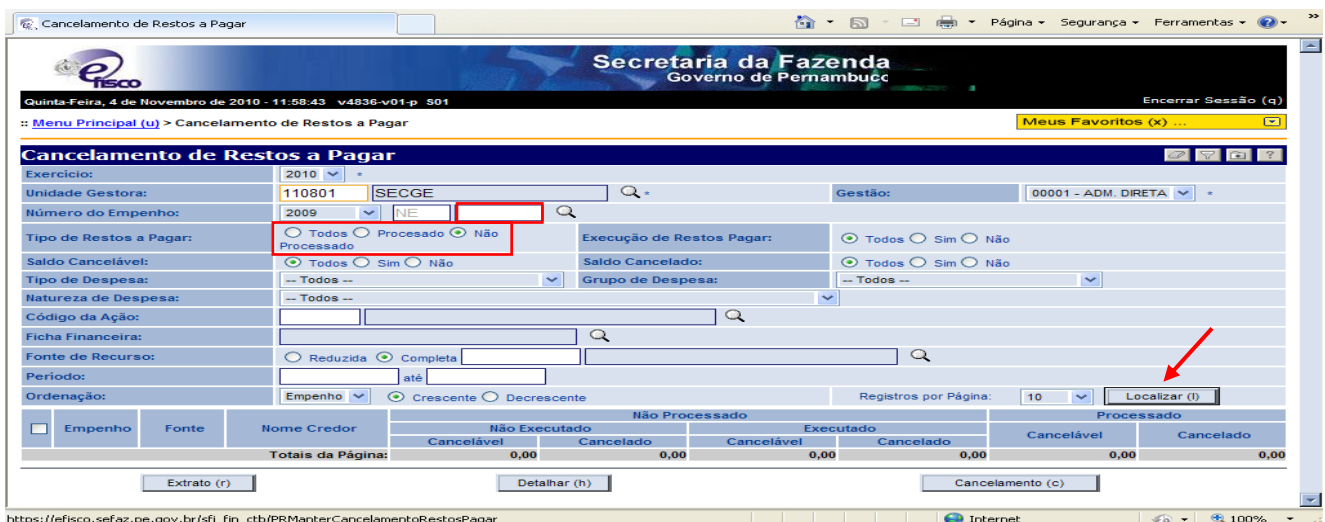 Cancelamento de Restos a Pagar
Página Segurança Ferramentas »
efisco
Secretaria da Fazenda
Governo de Pernambuco
Quinta-Feira, 4 de Novembro de 2010 - 11:58:43 v4836-v01-p S01 Encerrar Sessão (q)
:: Menu Principal (u) > Cancelamento de Restos a Pagar Meus Favoritos (x) ...
Cancelamento de Restos a Pagar ?
Exercício: 2010 *
Unidade Gestora: 110801 SECGE * Gestão: 00001 - ADM. DIRETA *
Número do Empenho: 2009 NE
Tipo de Restos a Pagar: Todos Procesado Não Processado Execução de Restos Pagar: Todos Sim Não
Saldo Cancelável: Todos Sim Não Saldo Cancelado: Todos Sim Não
Tipo de Despesa: -- Todos -- Grupo de Despesa: -- Todos --
Natureza de Despesa: -- Todos --
Código da Ação:
Ficha Financeira:
Fonte de Recurso: Reduzida Completa
Período: até
Ordenação: Empenho Crescente Decrescente Registros por Página: 10 Localizar (l)
Não Processado Processado
Empenho Fonte Nome Credor Não Executado Executado
Cancelável Cancelado Cancelável Cancelado Cancelável Cancelado
Totais da Página: 0,00 0,00 0,00 0,00 0,00 0,00
Extrato (r) Detalhar (h) Cancelamento (c)
https://efisco.sefaz.pe.gov.br/sfi_fin_ctb/PRManterCancelamentoRestosPagar Internet 100%